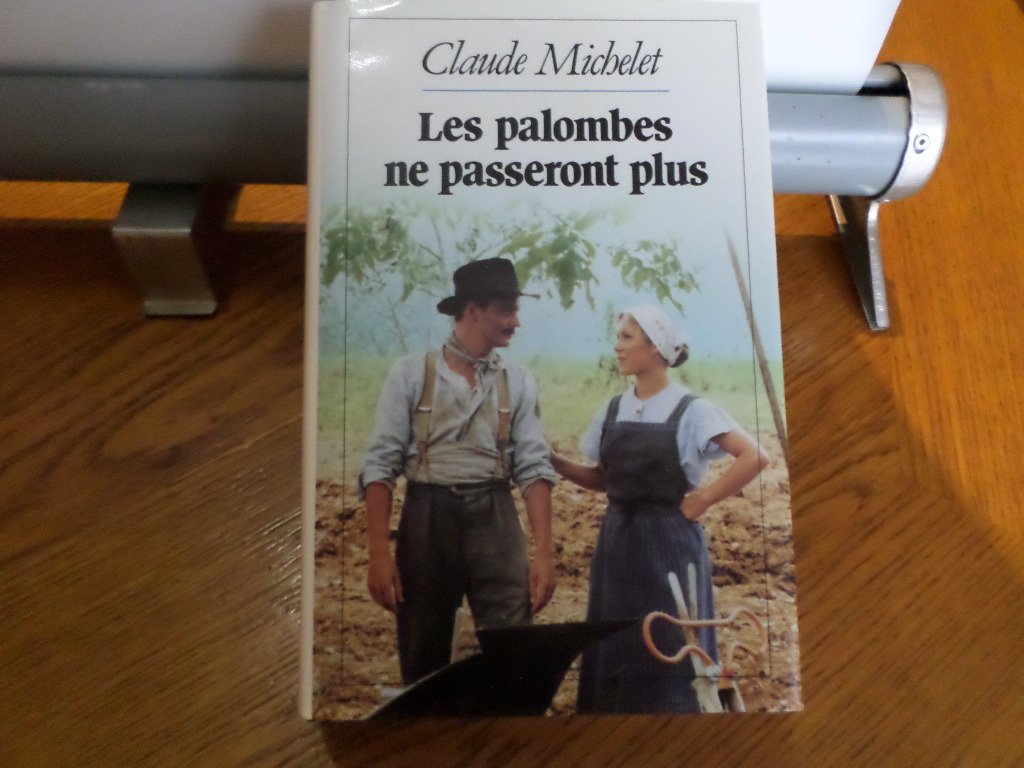 Claude Michelet
Les palombes
ne passeront plus